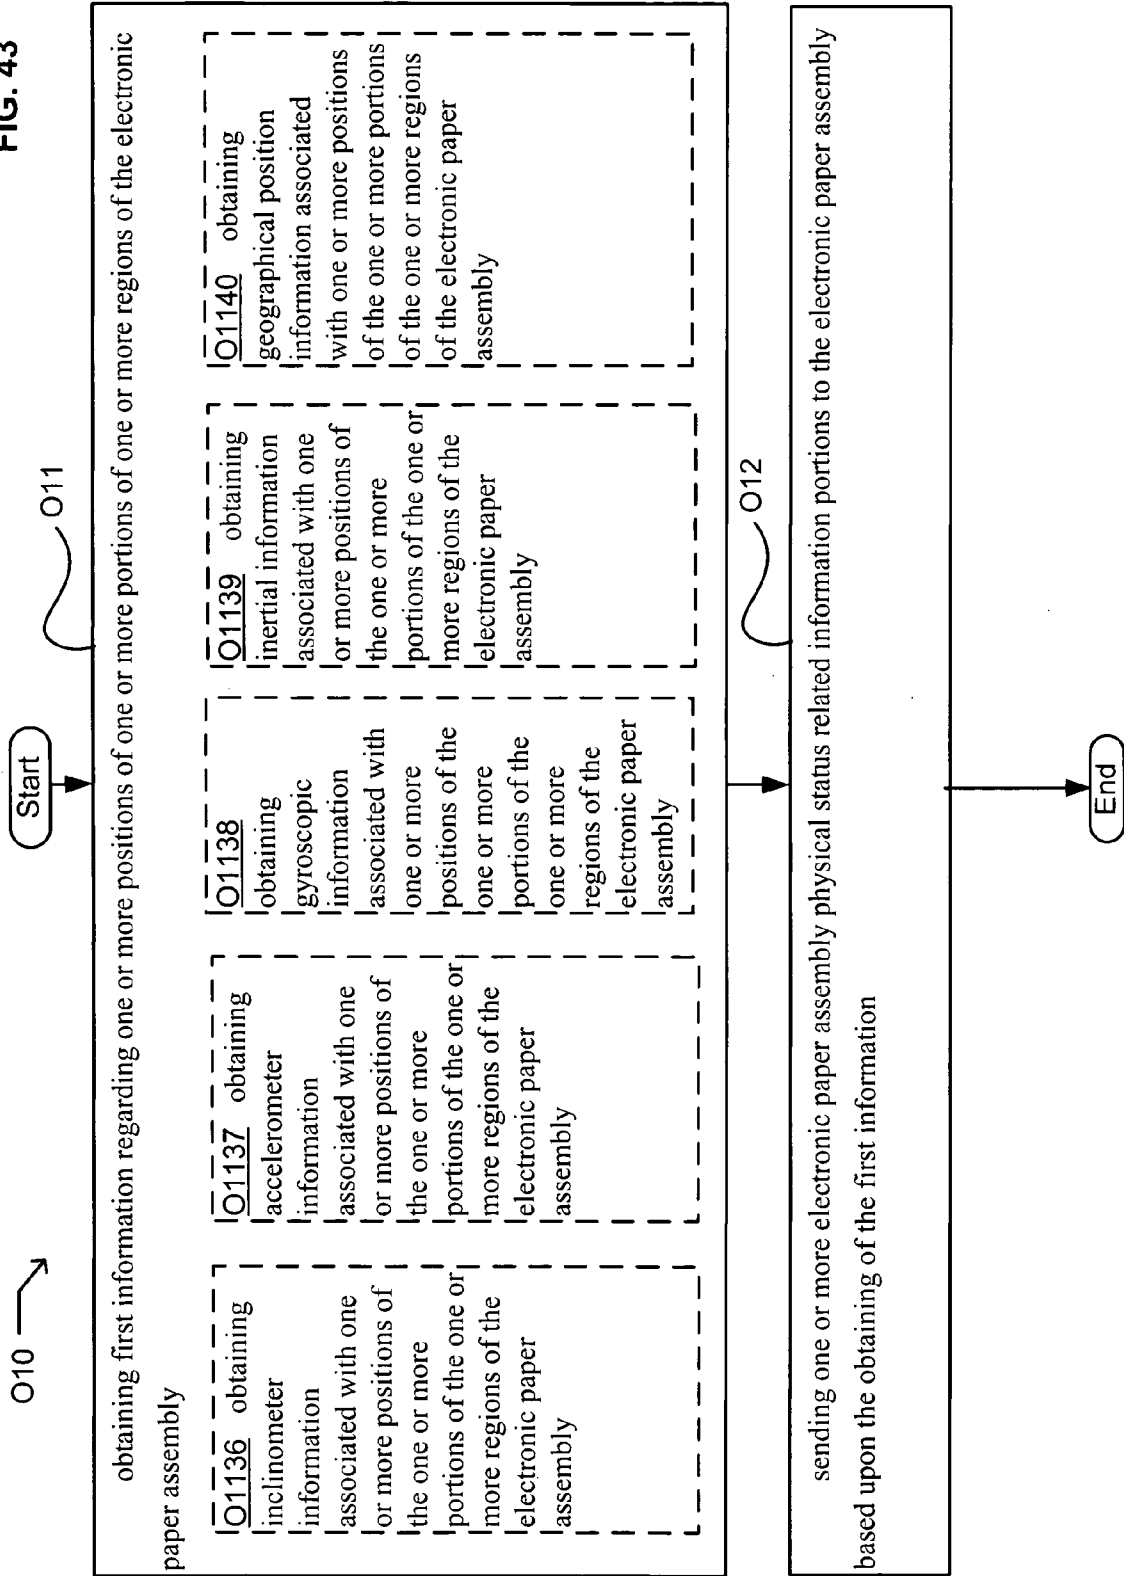 FIG. 43
O10
Start
O11
obtaining first information regarding one or more positions of one or more portions of one or more regions of the electronic
paper assembly
O1136 obtaining
inclinometer
information
associated with one
or more positions of
the one or more
portions of the one or
more regions of the
electronic paper
assembly
O1137 obtaining
accelerometer
information
associated with one
or more positions of
the one or more
portions of the one or
more regions of the
electronic paper
assembly
O1138
obtaining
gyroscopic
information
associated with
one or more
positions of the
one or more
portions of the
one or more
regions of the
electronic paper
assembly
O1139 obtaining
inertial information
associated with one
or more positions of
the one or more
portions of the one or
more regions of the
electronic paper
assembly
O1140 obtaining
geographical position
information associated
with one or more positions
of the one or more portions
of the one or more regions
of the electronic paper
assembly
O12
sending one or more electronic paper assembly physical status related information portions to the electronic paper assembly
based upon the obtaining of the first information
End